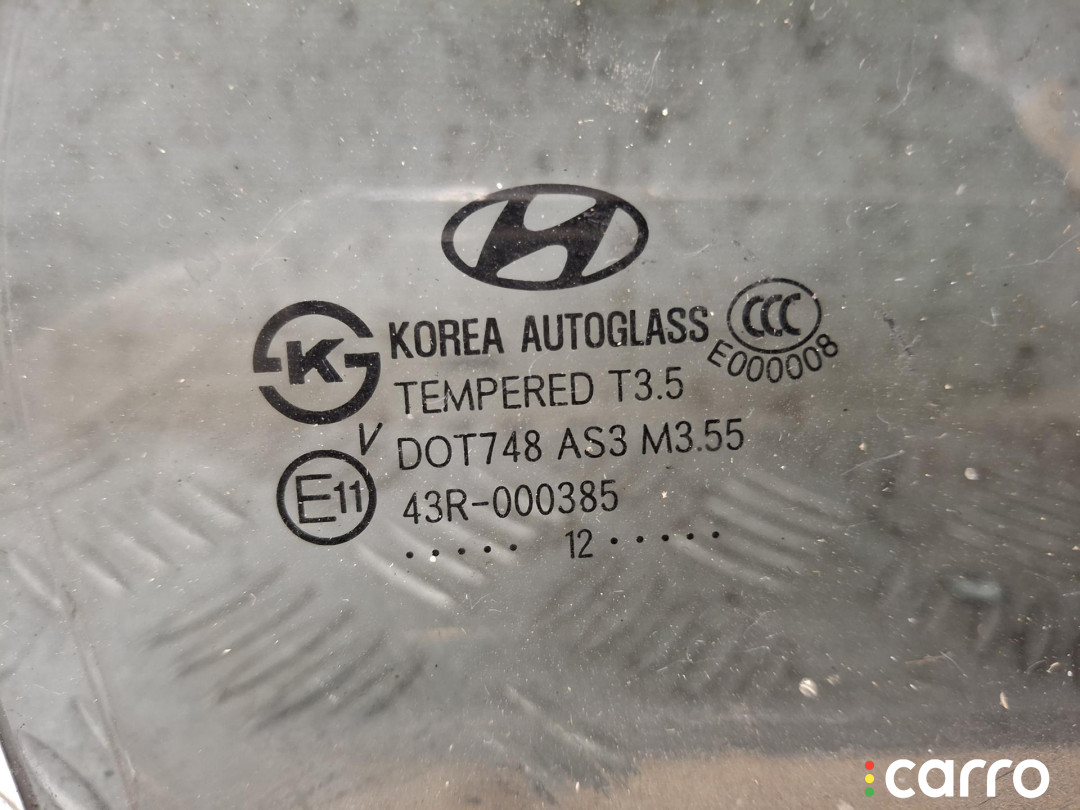 KOREA AUTOGLASS
CCC
E000008
K
TEMPERED T3.5
V
DOT748 AS3 M3.55
E11
43R-000385
..... 12 .....
carro